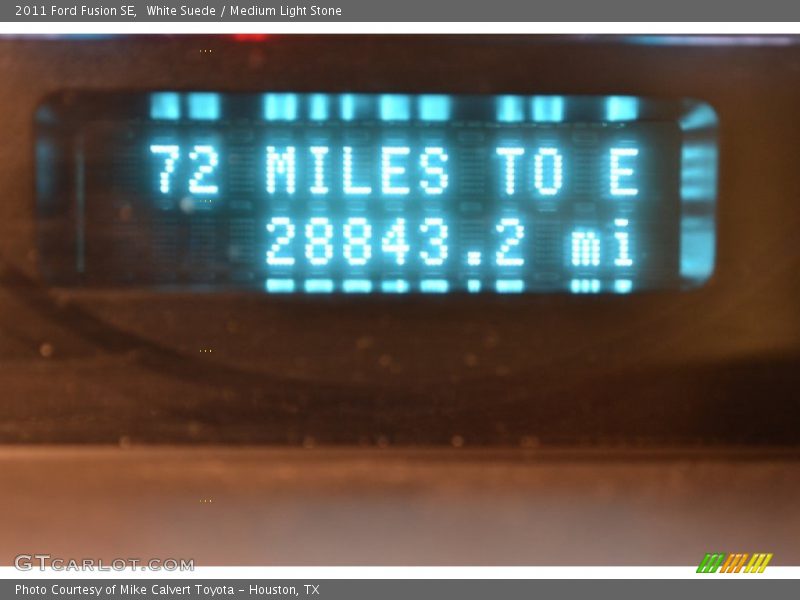 2011 Ford Fusion SE, White Suede / Medium Light Stone
72 MILES TO E
28843.2 mi
GTCARLOT.COM
Photo Courtesy of Mike Calvert Toyota – Houston, TX